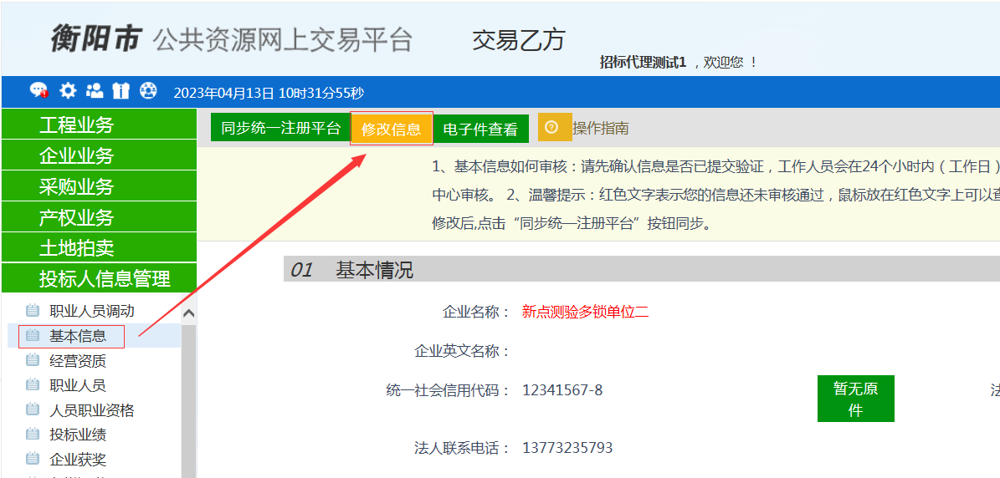 衡阳市 公共资源网上交易平台 交易乙方
招标代理测试1 ，欢迎您 ！
2023年04月13日 10时31分55秒
工程业务
企业业务
采购业务
产权业务
土地拍卖
投标人信息管理
职业人员调动
基本信息
经营资质
职业人员
人员职业资格
投标业绩
企业获奖
同步统一注册平台 修改信息 电子件查看 操作指南
1、基本信息如何审核：请先确认信息是否已提交验证，工作人员会在24个小时内（工作日）
中心审核。 2、温馨提示：红色文字表示您的信息还未审核通过，鼠标放在红色文字上可以查
修改后,点击“同步统一注册平台”按钮同步。
01 基本情况
企业名称： 新点测验多锁单位二
企业英文名称：
统一社会信用代码： 12341567-8
暂无原
件
法
法人联系电话： 13773235793